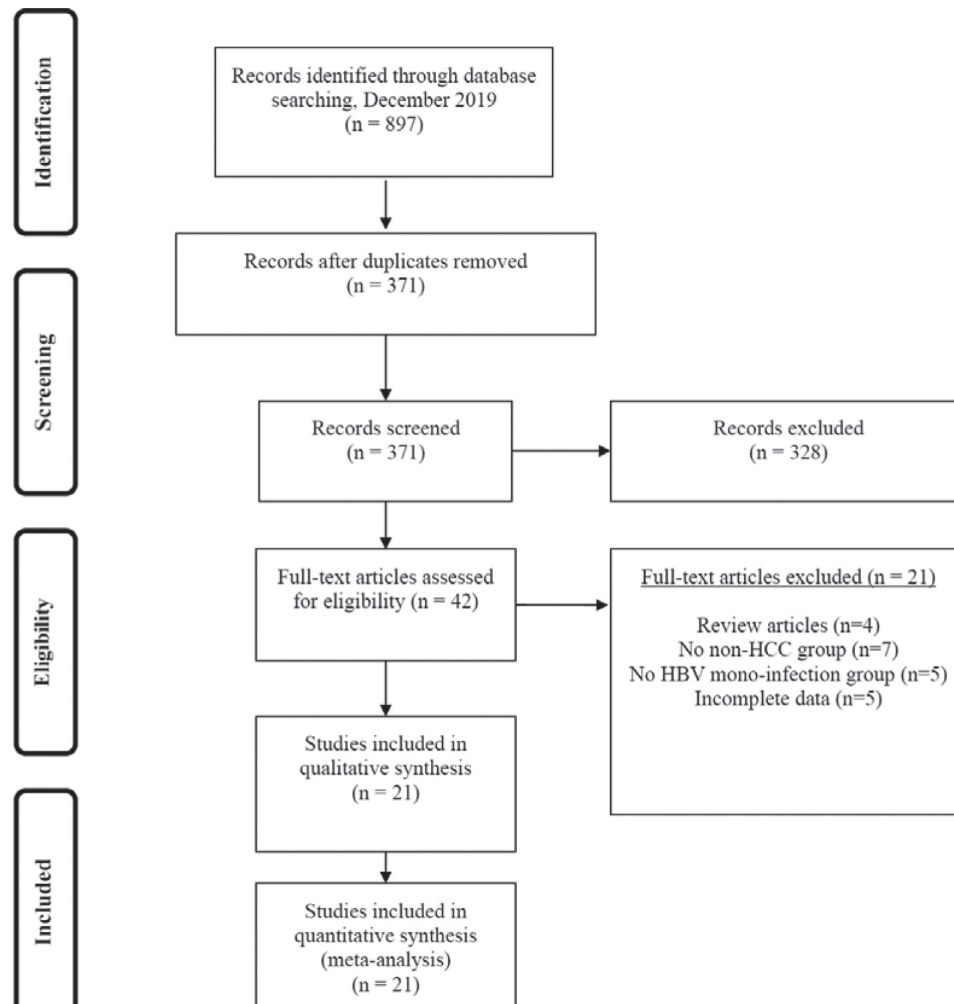 Identification
Records identified through database
searching, December 2019
(n = 897)
Records after duplicates removed
(n = 371)
Screening
Records screened
(n = 371)
Records excluded
(n = 328)
Eligibility
Full-text articles assessed
for eligibility (n = 42)
Full-text articles excluded (n = 21)
Review articles (n=4)
No non-HCC group (n=7)
No HBV mono-infection group (n=5)
Incomplete data (n=5)
Studies included in
qualitative synthesis
(n = 21)
Included
Studies included in
quantitative synthesis
(meta-analysis)
(n = 21)